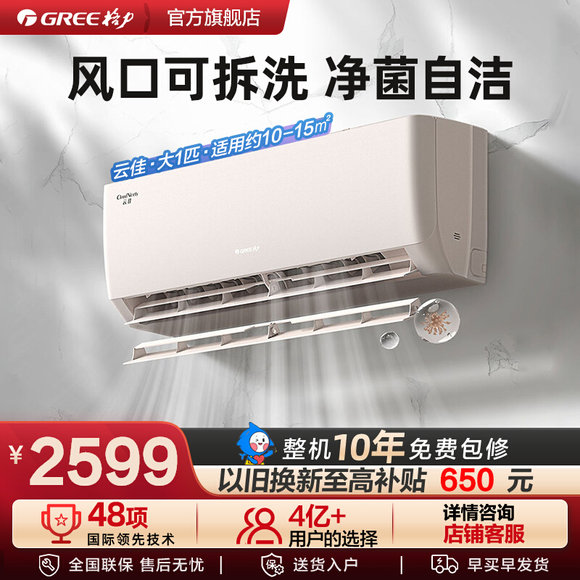 GREE 格力 官方旗舰店
风口可拆洗 净菌自洁
云佳·大1匹·适用约10-15㎡
云佳
GREE 格力
¥2599
整机10年免费包修
以旧换新至高补贴 650 元
48项
国际领先技术
4亿+
用户的选择
详情咨询
店铺客服
全国联保 售后无忧
送货入户
早买早发货